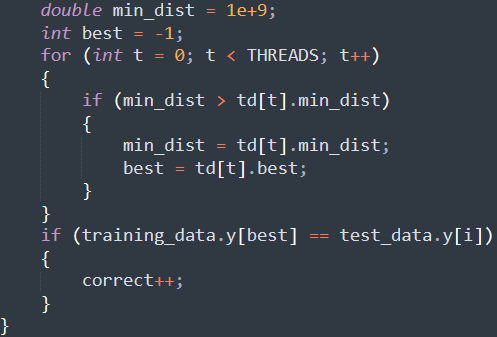 double min_dist = 1e+9;
int best = -1;
for (int t = 0; t < THREADS; t++)
{
if (min_dist > td[t].min_dist)
{
min_dist = td[t].min_dist;
best = td[t].best;
}
}
if (training_data.y[best] == test_data.y[i])
{
correct++;
}
}